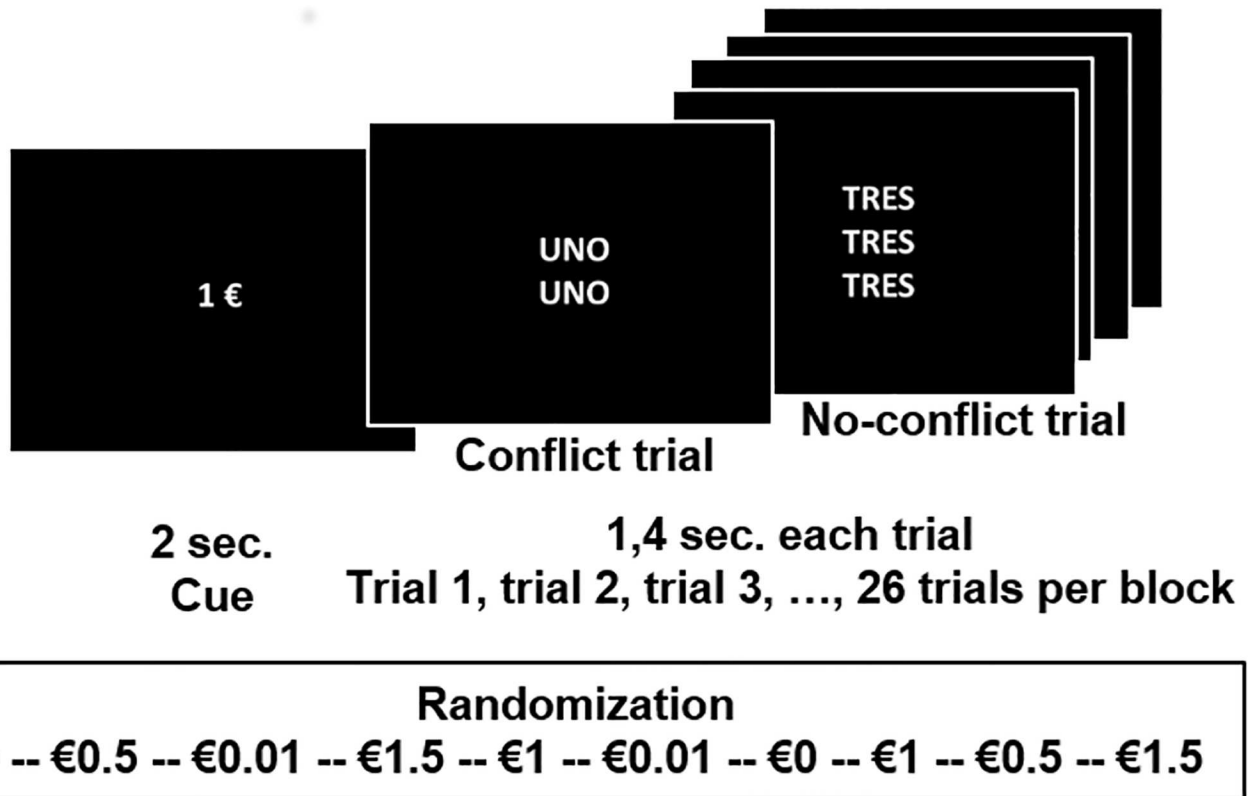 1 €
UNO
UNO
TRES
TRES
TRES
Conflict trial
No-conflict trial
2 sec.
Cue
1,4 sec. each trial
Trial 1, trial 2, trial 3, …, 26 trials per block
Randomization
-- €0.5 -- €0.01 -- €1.5 -- €1 -- €0.01 -- €0 -- €1 -- €0.5 -- €1.5